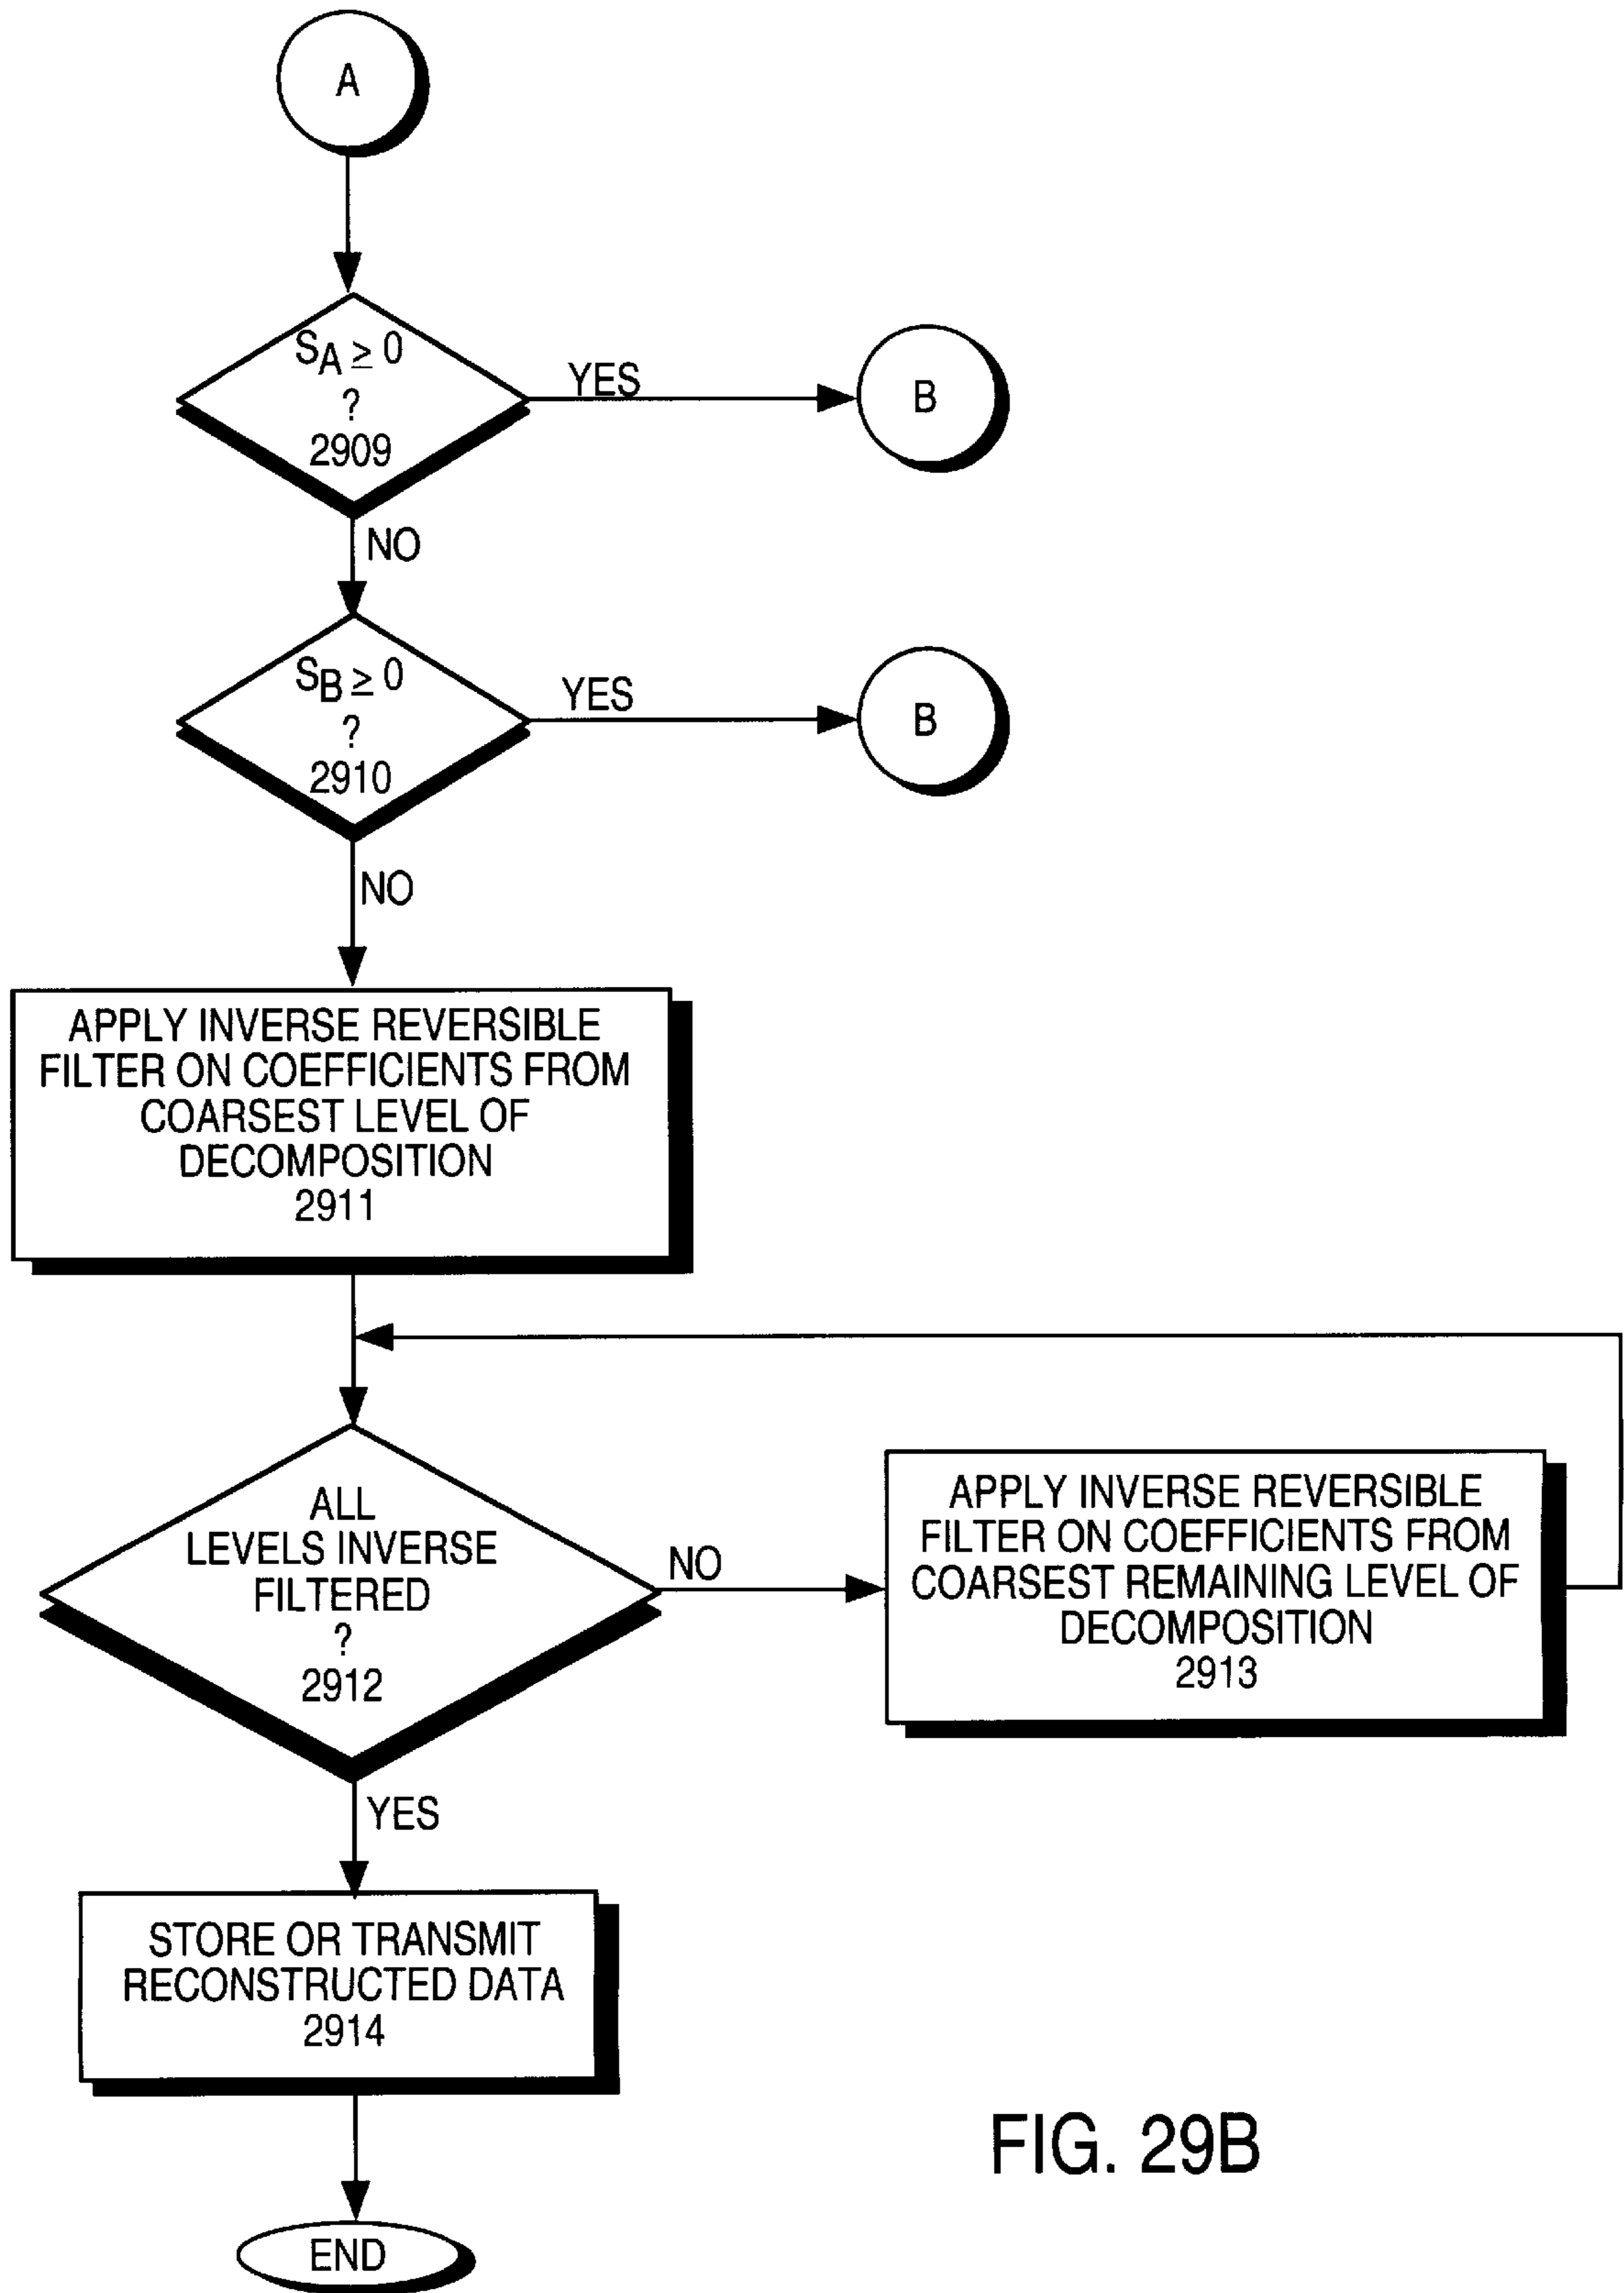 A
S_A ≥ 0
?
2909
YES
B
NO
S_B ≥ 0
?
2910
YES
B
NO
APPLY INVERSE REVERSIBLE
FILTER ON COEFFICIENTS FROM
COARSEST LEVEL OF
DECOMPOSITION
2911
ALL
LEVELS INVERSE
FILTERED
?
2912
NO
APPLY INVERSE REVERSIBLE
FILTER ON COEFFICIENTS FROM
COARSEST REMAINING LEVEL OF
DECOMPOSITION
2913
YES
STORE OR TRANSMIT
RECONSTRUCTED DATA
2914
END
FIG. 29B